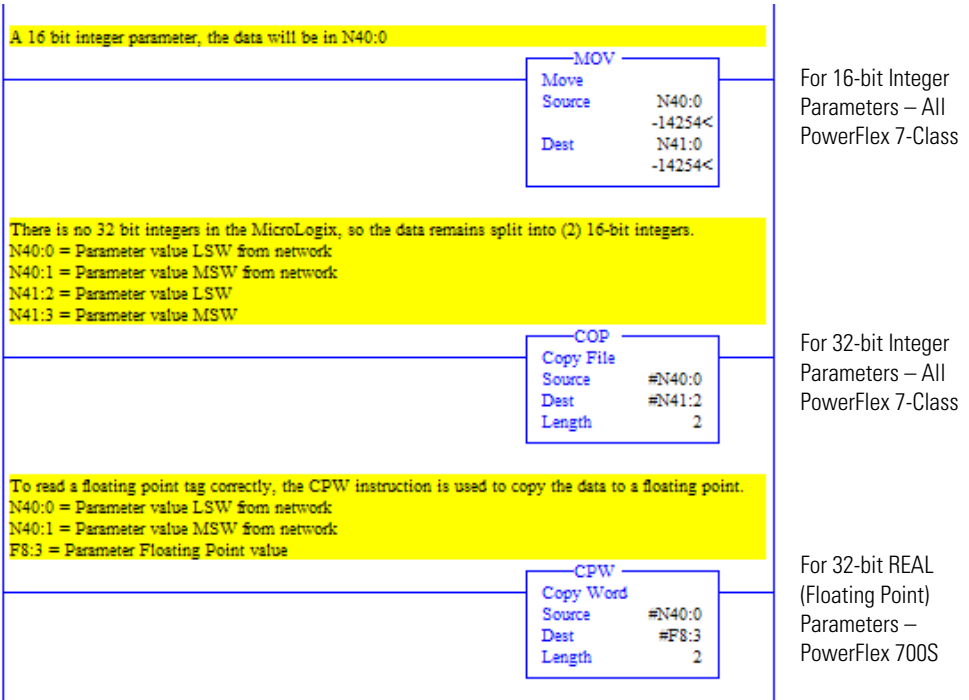 A 16 bit integer parameter, the data will be in N40:0
MOV
Move
Source N40:0
-14254<
Dest N41:0
-14254<
For 16-bit Integer
Parameters – All
PowerFlex 7-Class
There is no 32 bit integers in the MicroLogix, so the data remains split into (2) 16-bit integers.
N40:0 = Parameter value LSW from network
N40:1 = Parameter value MSW from network
N41:2 = Parameter value LSW
N41:3 = Parameter value MSW
COP
Copy File
Source #N40:0
Dest #N41:2
Length 2
For 32-bit Integer
Parameters – All
PowerFlex 7-Class
To read a floating point tag correctly, the CPW instruction is used to copy the data to a floating point.
N40:0 = Parameter value LSW from network
N40:1 = Parameter value MSW from network
F8:3 = Parameter Floating Point value
CPW
Copy Word
Source #N40:0
Dest #F8:3
Length 2
For 32-bit REAL
(Floating Point)
Parameters –
PowerFlex 700S